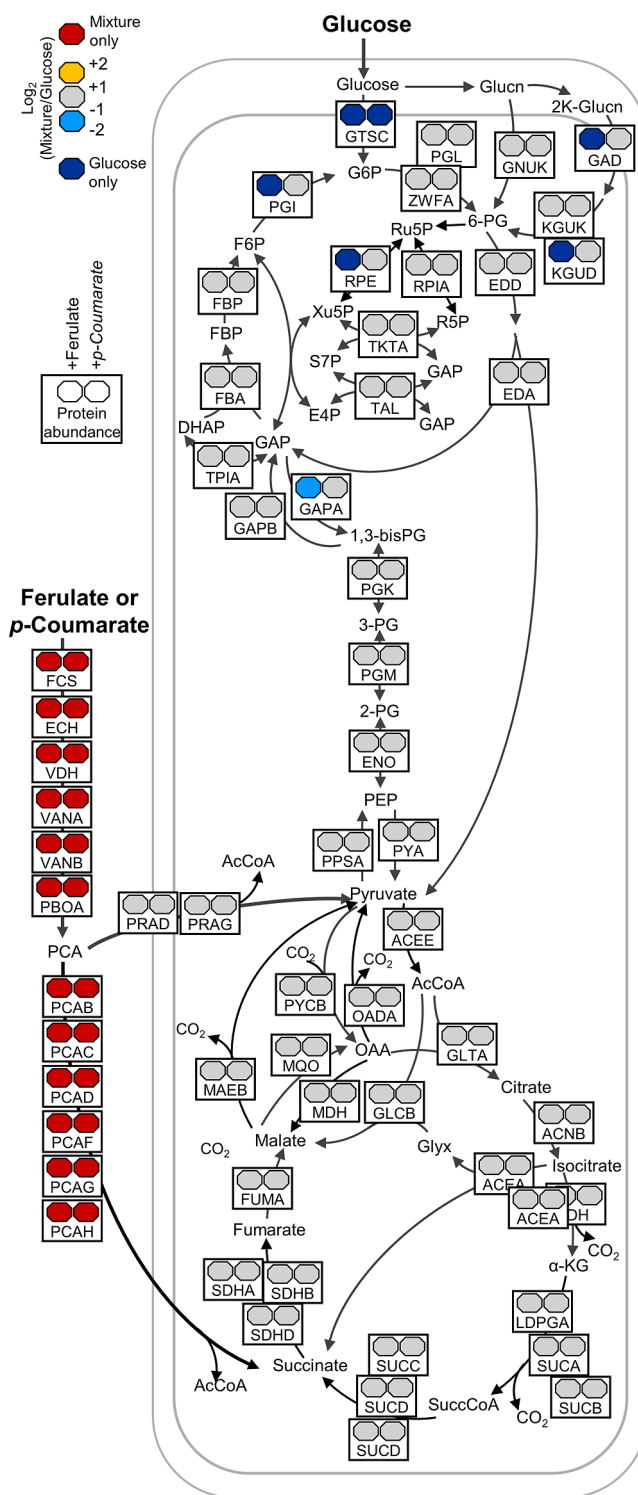 Mixture
only
+2
+1
-1
-2
Log₂
(Mixture/Glucose)
Glucose
only
+Ferulate
+p-Coumarate
Protein
abundance
Glucose
Glucose
Glucn
2K-Glucn
GTSC
PGL
GNUK
GAD
G6P
ZWFA
PGI
KGUK
6-PG
Ru5P
KGUD
F6P
RPE
RPIA
EDD
FBP
Xu5P
R5P
FBP
TKTA
S7P
GAP
FBA
TAL
EDA
E4P
GAP
DHAP
GAP
TPIA
GAPA
GAPB
1,3-bisPG
PGK
3-PG
PGM
2-PG
ENO
PEP
PPSA
PYA
Ferulate or
p-Coumarate
FCS
ECH
VDH
VANA
VANB
PBOA
PCA
PCAB
PCAC
PCAD
PCAF
PCAG
PCAH
AcCoA
PRAD
PRAG
Pyruvate
ACEE
CO₂
CO₂
AcCoA
PYCB
OADA
CO₂
OAA
MQO
GLTA
MAEB
Citrate
MDH
GLCB
ACNB
Malate
Glyx
CO₂
Isocitrate
ACEA
FUMA
ACEA
DH
Fumarate
CO₂
α-KG
SDHA
SDHB
LDPGA
SDHD
SUCC
SUCA
Succinate
AcCoA
SUCD
SuccCoA
SUCB
CO₂
SUCD